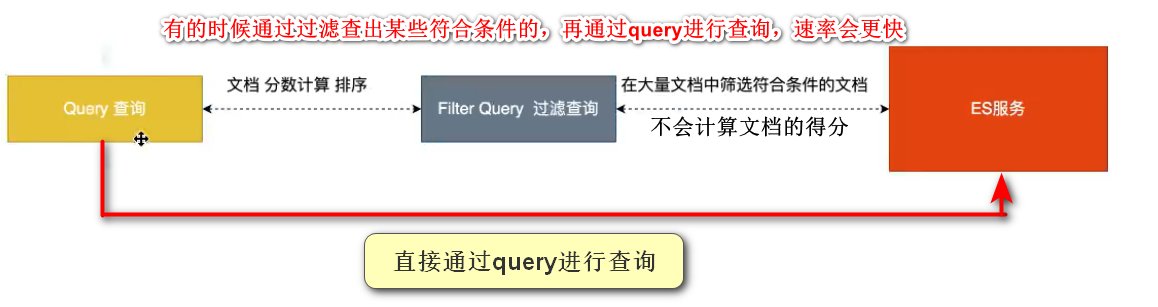 有的时候通过过滤查出某些符合条件的，再通过query进行查询，速率会更快
Query 查询
文档 分数计算 排序
Filter Query 过滤查询
在大量文档中筛选符合条件的文档
不会计算文档的得分
ES服务
直接通过query进行查询